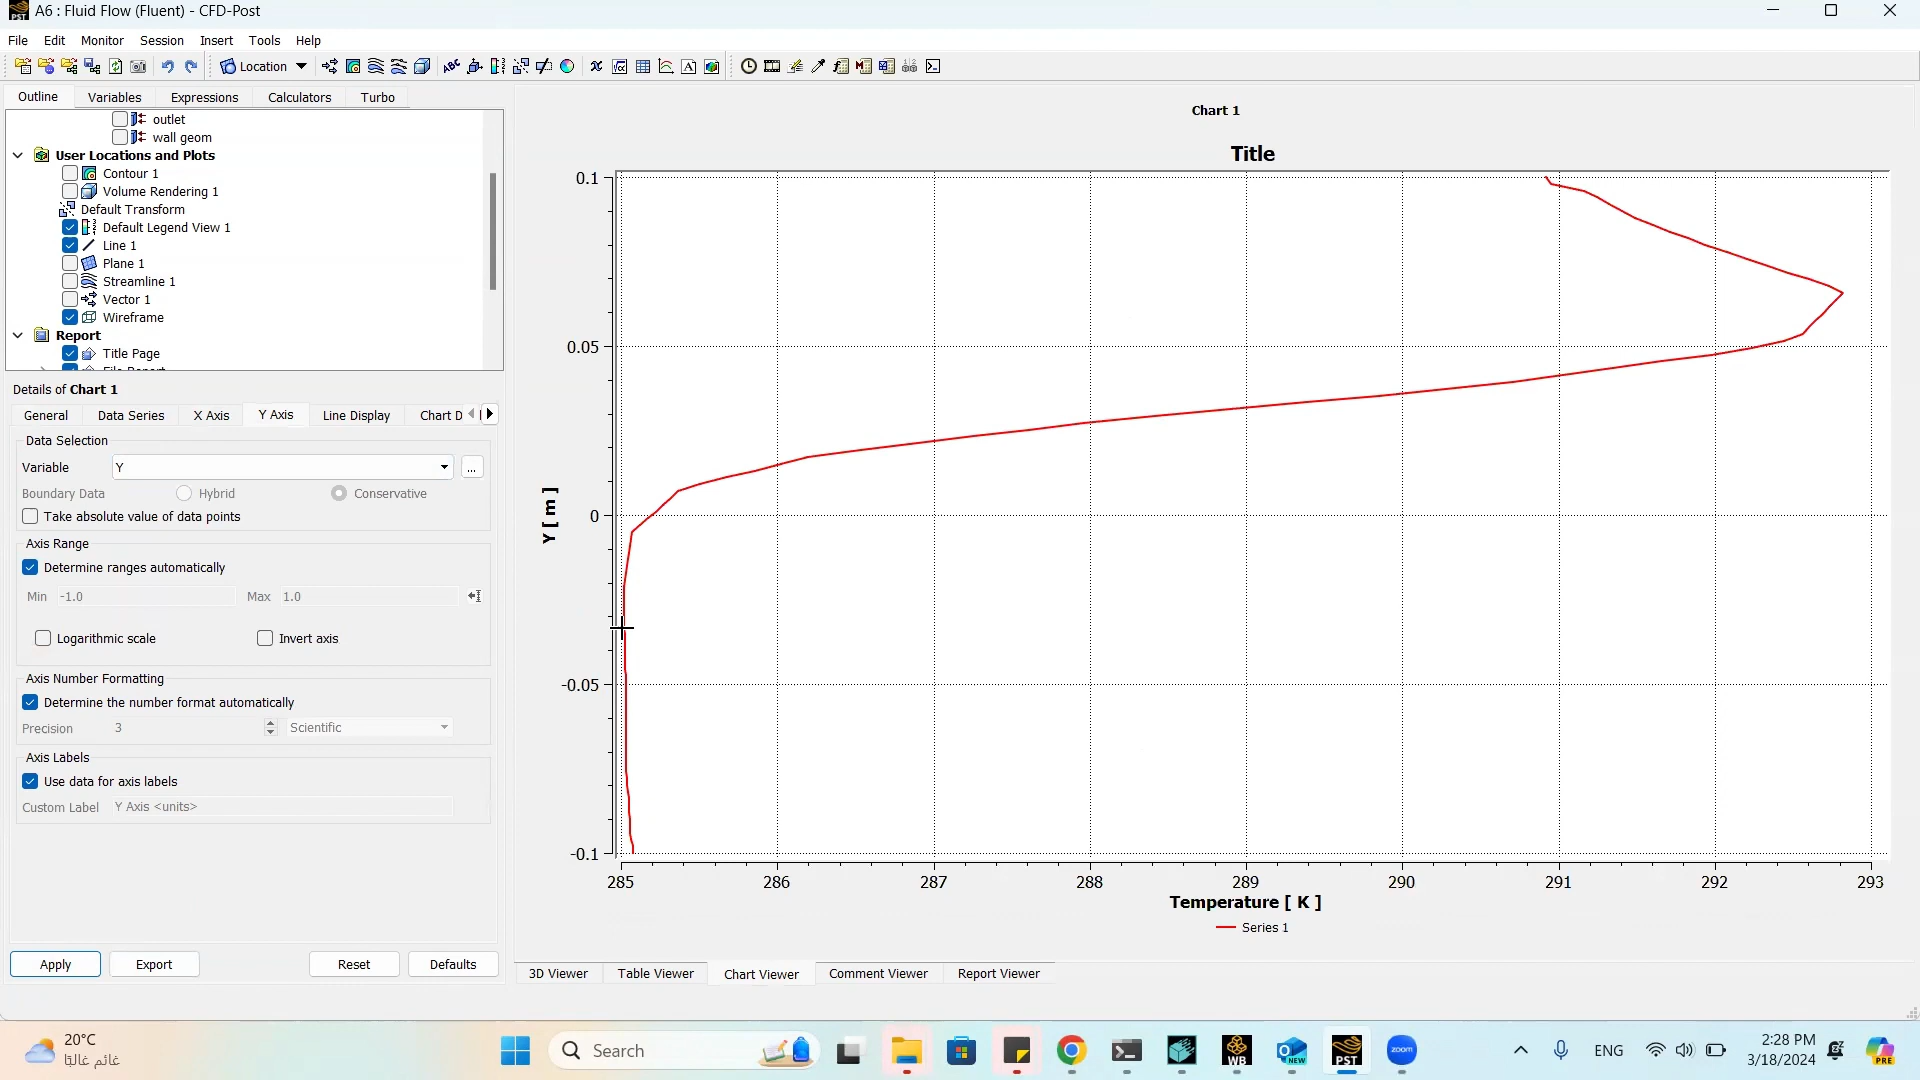 A6 : Fluid Flow (Fluent) - CFD-Post
File Edit Monitor Session Insert Tools Help
Location
Outline Variables Expressions Calculators Turbo
outlet
wall geom
User Locations and Plots
Contour 1
Volume Rendering 1
Default Transform
Default Legend View 1
Line 1
Plane 1
Streamline 1
Vector 1
Wireframe
Report
Title Page
Details of Chart 1
General Data Series X Axis Y Axis Line Display Chart D
Data Selection
Variable Y ...
Boundary Data Hybrid Conservative
Take absolute value of data points
Axis Range
Determine ranges automatically
Min -1.0 Max 1.0
Logarithmic scale Invert axis
Axis Number Formatting
Determine the number format automatically
Precision 3 Scientific
Axis Labels
Use data for axis labels
Custom Label Y Axis <units>
Apply Export Reset Defaults
Chart 1
Title
0.1
0.05
0
-0.05
-0.1
Y [ m ]
285 286 287 288 289 290 291 292 293
Temperature [ K ]
Series 1
3D Viewer Table Viewer Chart Viewer Comment Viewer Report Viewer
20°C
غائم غالبًا
Search
WB
NEW
PST
zoom
ENG
2:28 PM
3/18/2024
PRE